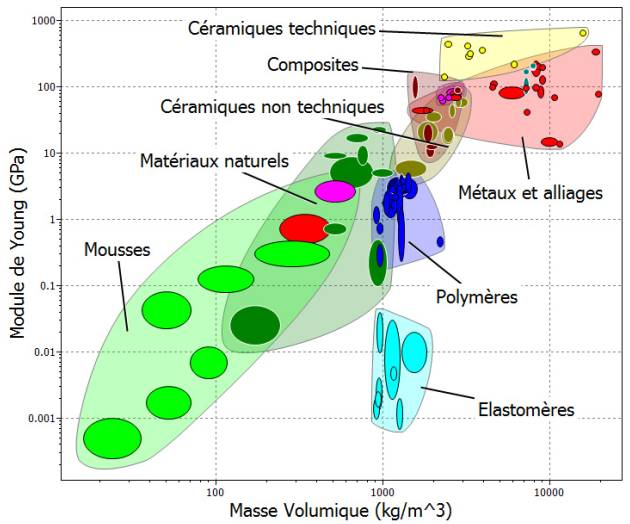 1000
100
10
1
0.1
0.01
0.001
Module de Young (GPa)
Céramiques techniques
Composites
Céramiques non techniques
Matériaux naturels
Métaux et alliages
Mousses
Polymères
Elastomères
100
1000
10000
Masse Volumique (kg/m^3)